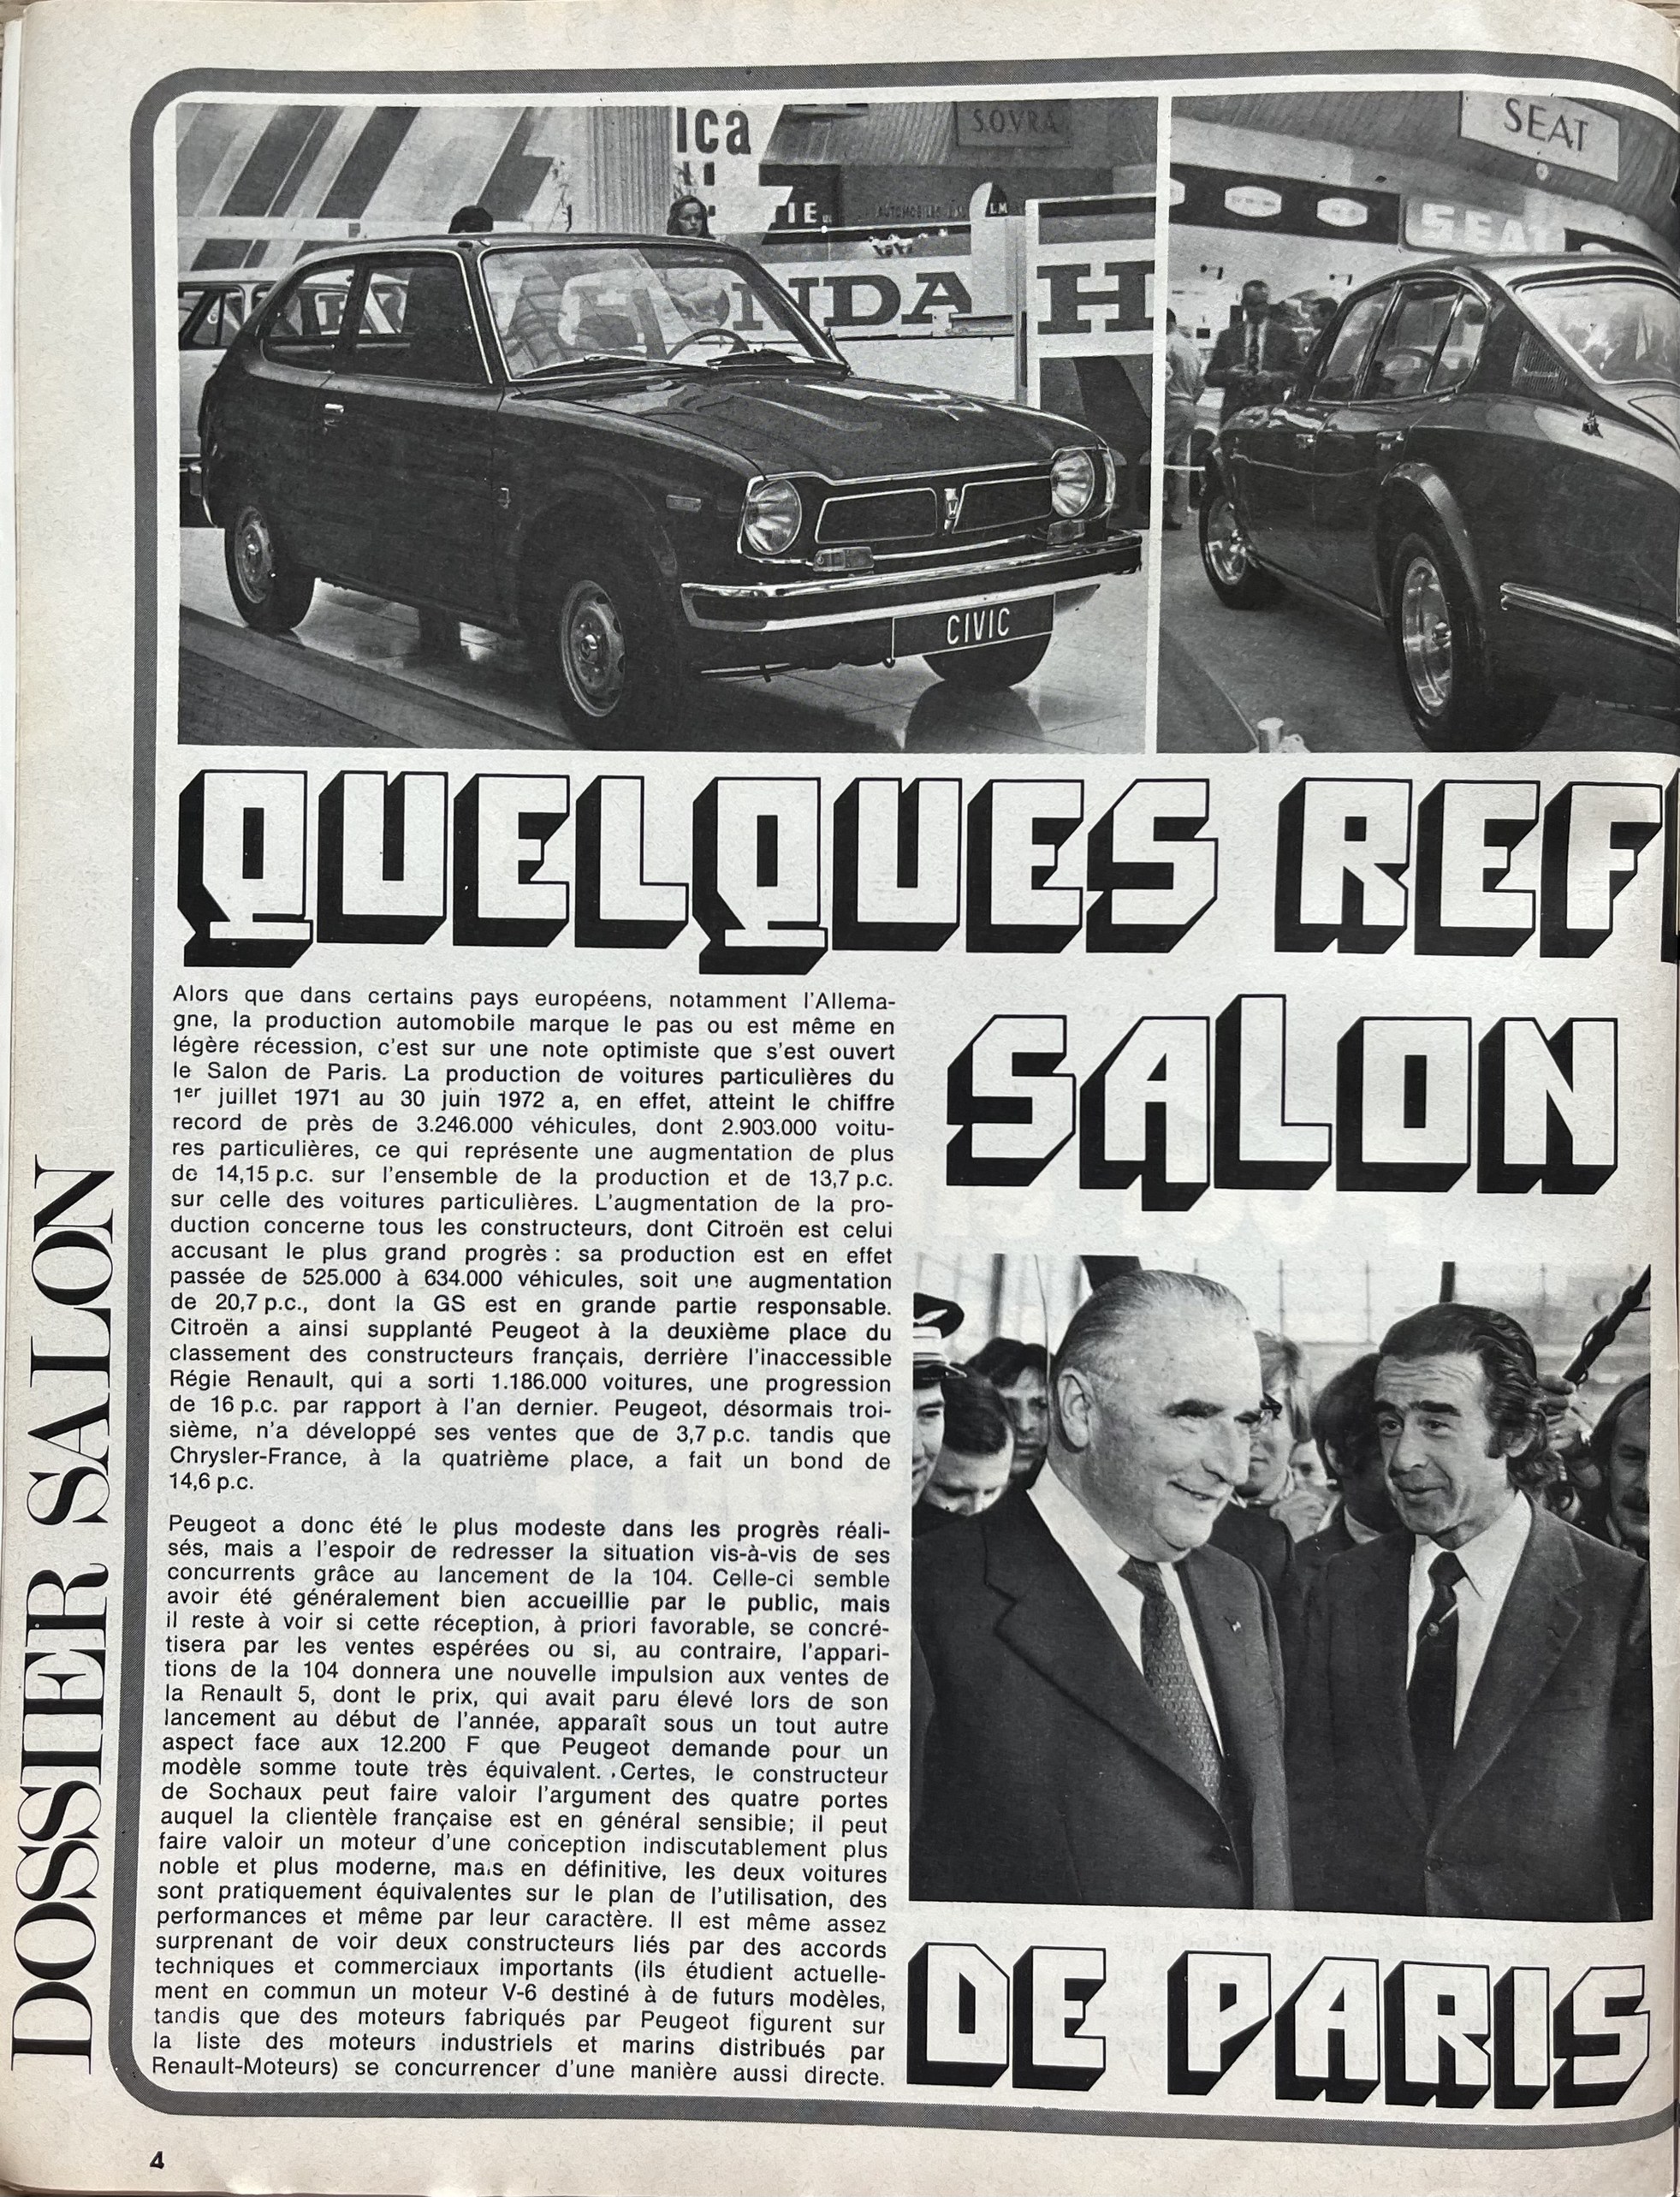 ica
SOVRA
SEAT
IE
LM
SEAT
NDA
H
CIVIC
QUELQUES REF
SALON
DE PARIS
Alors que dans certains pays européens, notamment l'Allema-
gne, la production automobile marque le pas ou est même en
légère récession, c'est sur une note optimiste que s'est ouvert
le Salon de Paris. La production de voitures particulières du
1er juillet 1971 au 30 juin 1972 a, en effet, atteint le chiffre
record de près de 3.246.000 véhicules, dont 2.903.000 voitu-
res particulières, ce qui représente une augmentation de plus
de 14,15 p.c. sur l'ensemble de la production et de 13,7 p.c.
sur celle des voitures particulières. L'augmentation de la pro-
duction concerne tous les constructeurs, dont Citroën est celui
accusant le plus grand progrès : sa production est en effet
passée de 525.000 à 634.000 véhicules, soit une augmentation
de 20,7 p.c., dont la GS est en grande partie responsable.
Citroën a ainsi supplanté Peugeot à la deuxième place du
classement des constructeurs français, derrière l'inaccessible
Régie Renault, qui a sorti 1.186.000 voitures, une progression
de 16 p.c. par rapport à l'an dernier. Peugeot, désormais troi-
sième, n'a développé ses ventes que de 3,7 p.c. tandis que
Chrysler-France, à la quatrième place, a fait un bond de
14,6 p.c.
Peugeot a donc été le plus modeste dans les progrès réali-
sés, mais a l'espoir de redresser la situation vis-à-vis de ses
concurrents grâce au lancement de la 104. Celle-ci semble
avoir été généralement bien accueillie par le public, mais
il reste à voir si cette réception, à priori favorable, se concré-
tisera par les ventes espérées ou si, au contraire, l'appari-
tions de la 104 donnera une nouvelle impulsion aux ventes de
la Renault 5, dont le prix, qui avait paru élevé lors de son
lancement au début de l'année, apparaît sous un tout autre
aspect face aux 12.200 F que Peugeot demande pour un
modèle somme toute très équivalent. Certes, le constructeur
de Sochaux peut faire valoir l'argument des quatre portes
auquel la clientèle française est en général sensible; il peut
faire valoir un moteur d'une conception indiscutablement plus
noble et plus moderne, mais en définitive, les deux voitures
sont pratiquement équivalentes sur le plan de l'utilisation, des
performances et même par leur caractère. Il est même assez
surprenant de voir deux constructeurs liés par des accords
techniques et commerciaux importants (ils étudient actuelle-
ment en commun un moteur V-6 destiné à de futurs modèles,
tandis que des moteurs fabriqués par Peugeot figurent sur
la liste des moteurs industriels et marins distribués par
Renault-Moteurs) se concurrencer d'une manière aussi directe.
DOSSIER SALON
4